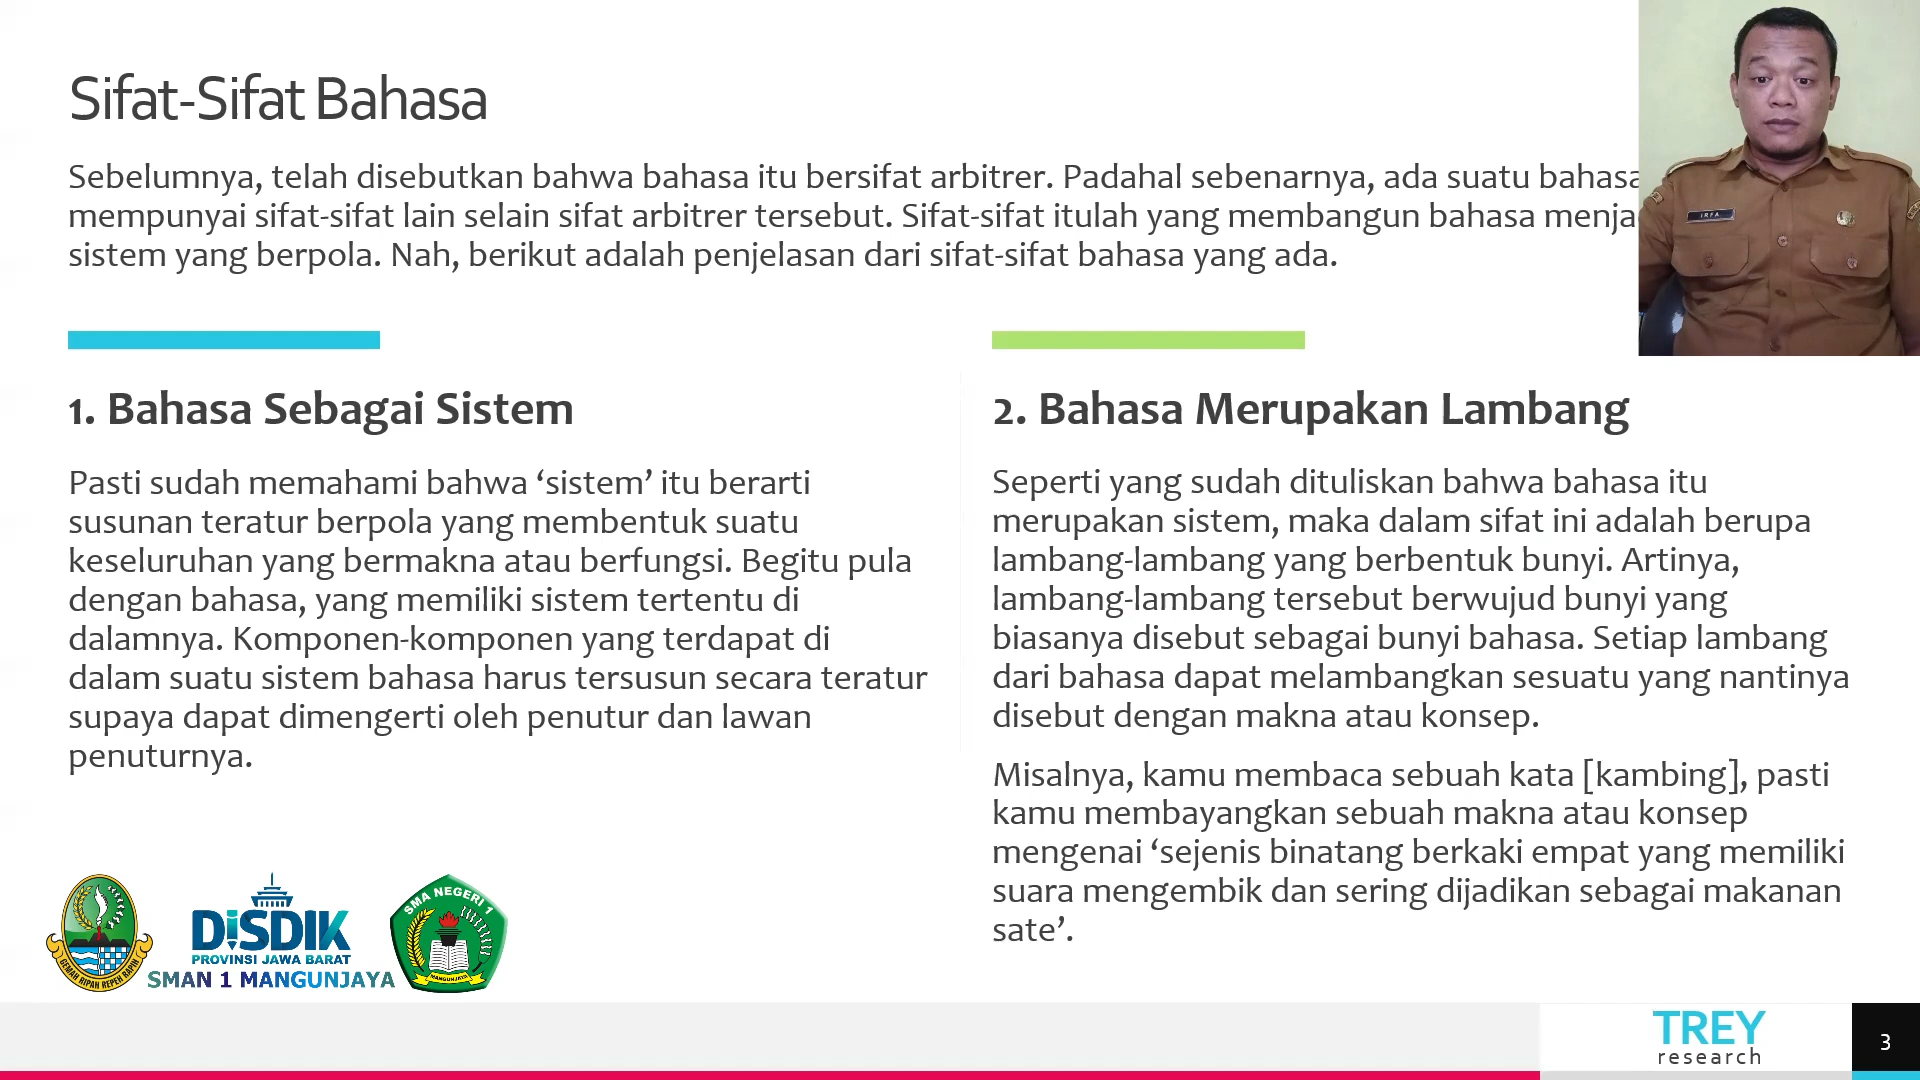 Sifat-Sifat Bahasa
Sebelumnya, telah disebutkan bahwa bahasa itu bersifat arbitrer. Padahal sebenarnya, ada suatu bahasa
mempunyai sifat-sifat lain selain sifat arbitrer tersebut. Sifat-sifat itulah yang membangun bahasa menja
sistem yang berpola. Nah, berikut adalah penjelasan dari sifat-sifat bahasa yang ada.
IRFA
1. Bahasa Sebagai Sistem
Pasti sudah memahami bahwa ‘sistem’ itu berarti
susunan teratur berpola yang membentuk suatu
keseluruhan yang bermakna atau berfungsi. Begitu pula
dengan bahasa, yang memiliki sistem tertentu di
dalamnya. Komponen-komponen yang terdapat di
dalam suatu sistem bahasa harus tersusun secara teratur
supaya dapat dimengerti oleh penutur dan lawan
penuturnya.
2. Bahasa Merupakan Lambang
Seperti yang sudah dituliskan bahwa bahasa itu
merupakan sistem, maka dalam sifat ini adalah berupa
lambang-lambang yang berbentuk bunyi. Artinya,
lambang-lambang tersebut berwujud bunyi yang
biasanya disebut sebagai bunyi bahasa. Setiap lambang
dari bahasa dapat melambangkan sesuatu yang nantinya
disebut dengan makna atau konsep.
Misalnya, kamu membaca sebuah kata [kambing], pasti
kamu membayangkan sebuah makna atau konsep
mengenai ‘sejenis binatang berkaki empat yang memiliki
suara mengembik dan sering dijadikan sebagai makanan
sate’.
GEMAH RIPAH REPEH RAPIH
DISDIK
PROVINSI JAWA BARAT
SMAN 1 MANGUNJAYA
SMA NEGERI 1
MANGUNJAYA
TREY
research
3